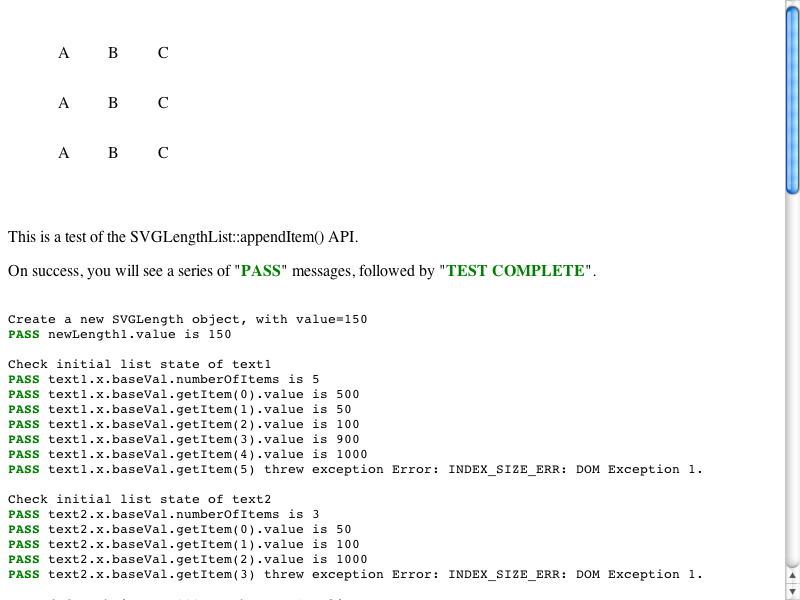 A B C
A B C
A B C
This is a test of the SVGLengthList::appendItem() API.
On success, you will see a series of "PASS" messages, followed by "TEST COMPLETE".
Create a new SVGLength object, with value=150
PASS newLength1.value is 150
Check initial list state of text1
PASS text1.x.baseVal.numberOfItems is 5
PASS text1.x.baseVal.getItem(0).value is 500
PASS text1.x.baseVal.getItem(1).value is 50
PASS text1.x.baseVal.getItem(2).value is 100
PASS text1.x.baseVal.getItem(3).value is 900
PASS text1.x.baseVal.getItem(4).value is 1000
PASS text1.x.baseVal.getItem(5) threw exception Error: INDEX_SIZE_ERR: DOM Exception 1.
Check initial list state of text2
PASS text2.x.baseVal.numberOfItems is 3
PASS text2.x.baseVal.getItem(0).value is 50
PASS text2.x.baseVal.getItem(1).value is 100
PASS text2.x.baseVal.getItem(2).value is 1000
PASS text2.x.baseVal.getItem(3) threw exception Error: INDEX_SIZE_ERR: DOM Exception 1.